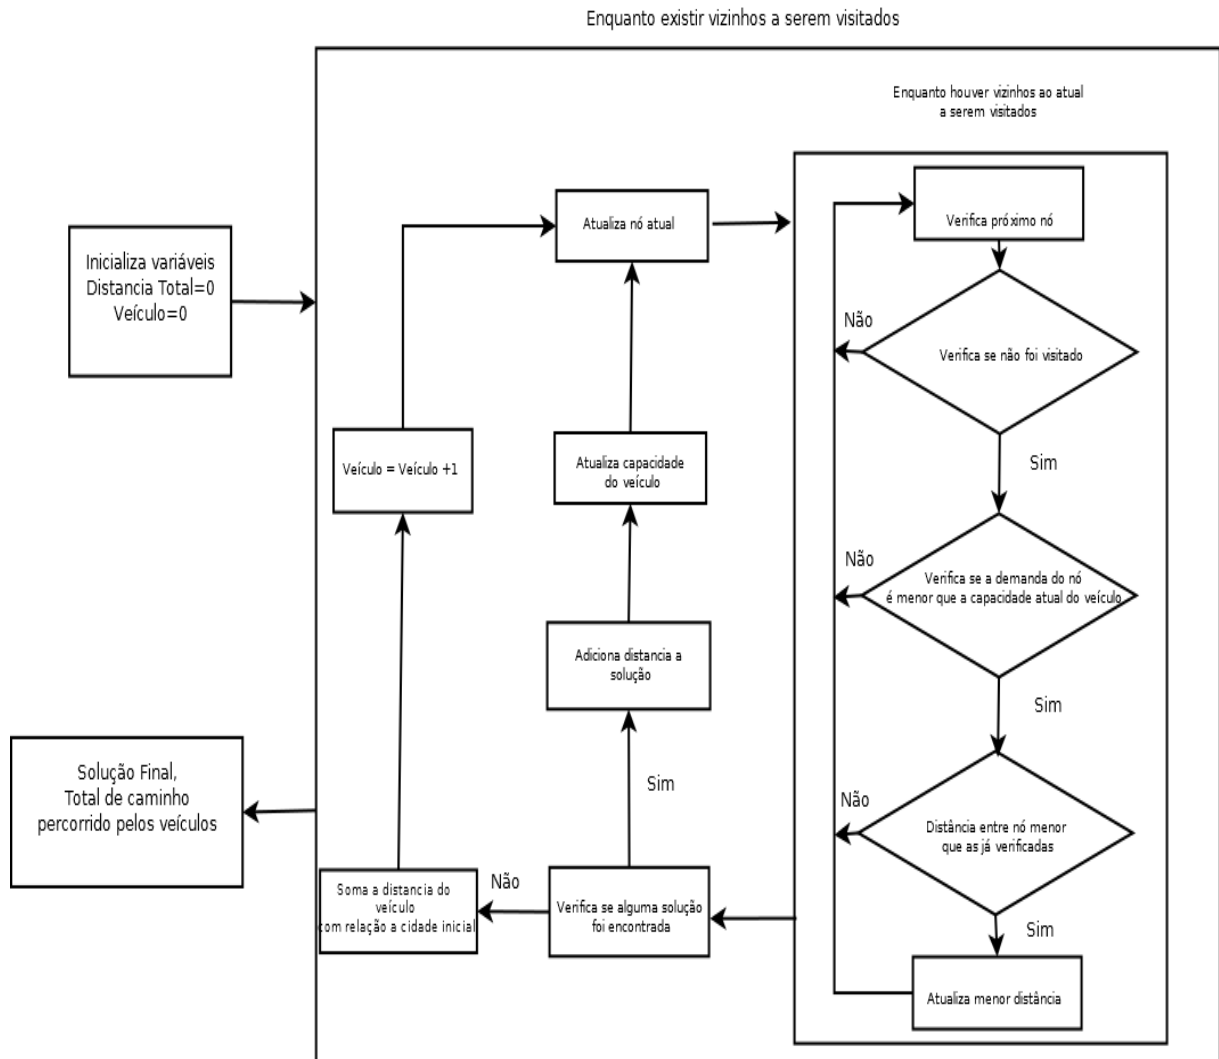 Enquanto existir vizinhos a serem visitados
Enquanto houver vizinhos ao atual
a serem visitados
Inicializa variáveis
Distancia Total=0
Veículo=0
Atualiza nó atual
Verifica próximo nó
Não
Verifica se não foi visitado
Sim
Veículo = Veículo +1
Atualiza capacidade
do veículo
Não
Verifica se a demanda do nó
é menor que a capacidade atual do veículo
Adiciona distancia a
solução
Sim
Solução Final,
Total de caminho
percorrido pelos veículos
Sim
Não
Distância entre nó menor
que as já verificadas
Soma a distancia do
veículo
com relação a cidade inicial
Não
Verifica se alguma solução
foi encontrada
Sim
Atualiza menor distância